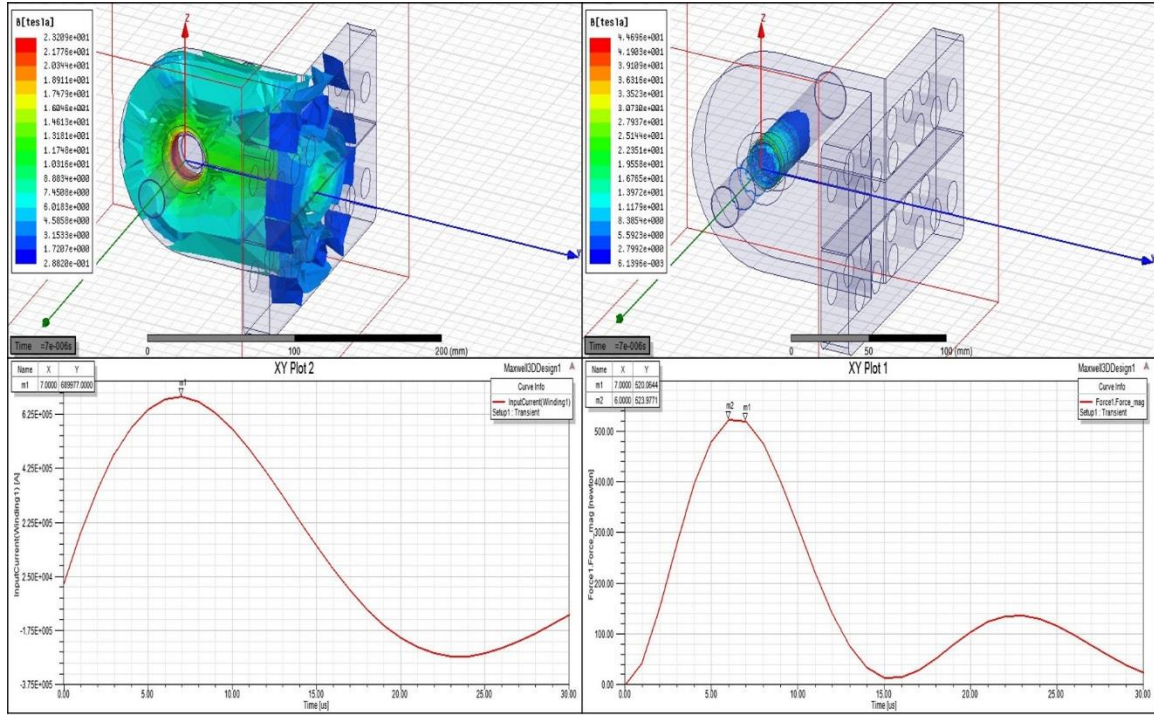 B[tesla]
2.3209e+001
2.1776e+001
2.0344e+001
1.8911e+001
1.7479e+001
1.6046e+001
1.4613e+001
1.3181e+001
1.1748e+001
1.0316e+001
8.8834e+000
7.4508e+000
6.0183e+000
4.5858e+000
3.1533e+000
1.7207e+000
2.8820e-001
Z
Time =7e-006s
0 100 200 (mm)
B[tesla]
4.4696e+001
4.1903e+001
3.9109e+001
3.6316e+001
3.3523e+001
3.0730e+001
2.7937e+001
2.5144e+001
2.2351e+001
1.9558e+001
1.6765e+001
1.3972e+001
1.1179e+001
8.3854e+000
5.5923e+000
2.7992e+000
6.1396e-003
Z
Time =7e-006s
0 50 100 (mm)
XY Plot 2
Maxwell3DDesign1
Name X Y
m1 7.0000 689977.0000
m1
Curve Info
InputCurrent(Winding1)
Setup1 : Transient
InputCurrent(Winding1) [A]
6.25E+005
4.25E+005
2.25E+005
2.50E+004
-1.75E+005
-3.75E+005
0.00 5.00 10.00 15.00 20.00 25.00 30.00
Time [us]
XY Plot 1
Maxwell3DDesign1
Name X Y
m1 7.0000 520.0644
m2 6.0000 523.9771
m2 m1
Curve Info
Force1.Force_mag
Setup1 : Transient
Force1.Force_mag [newton]
500.00
400.00
300.00
200.00
100.00
0.00
0.00 5.00 10.00 15.00 20.00 25.00 30.00
Time [us]